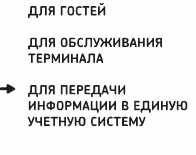 ДЛЯ ГОСТЕЙ
ДЛЯ ОБСЛУЖИВАНИЯ
ТЕРМИНАЛА
ДЛЯ ПЕРЕДАЧИ
ИНФОРМАЦИИ В ЕДИНУЮ
УЧЕТНУЮ СИСТЕМУ